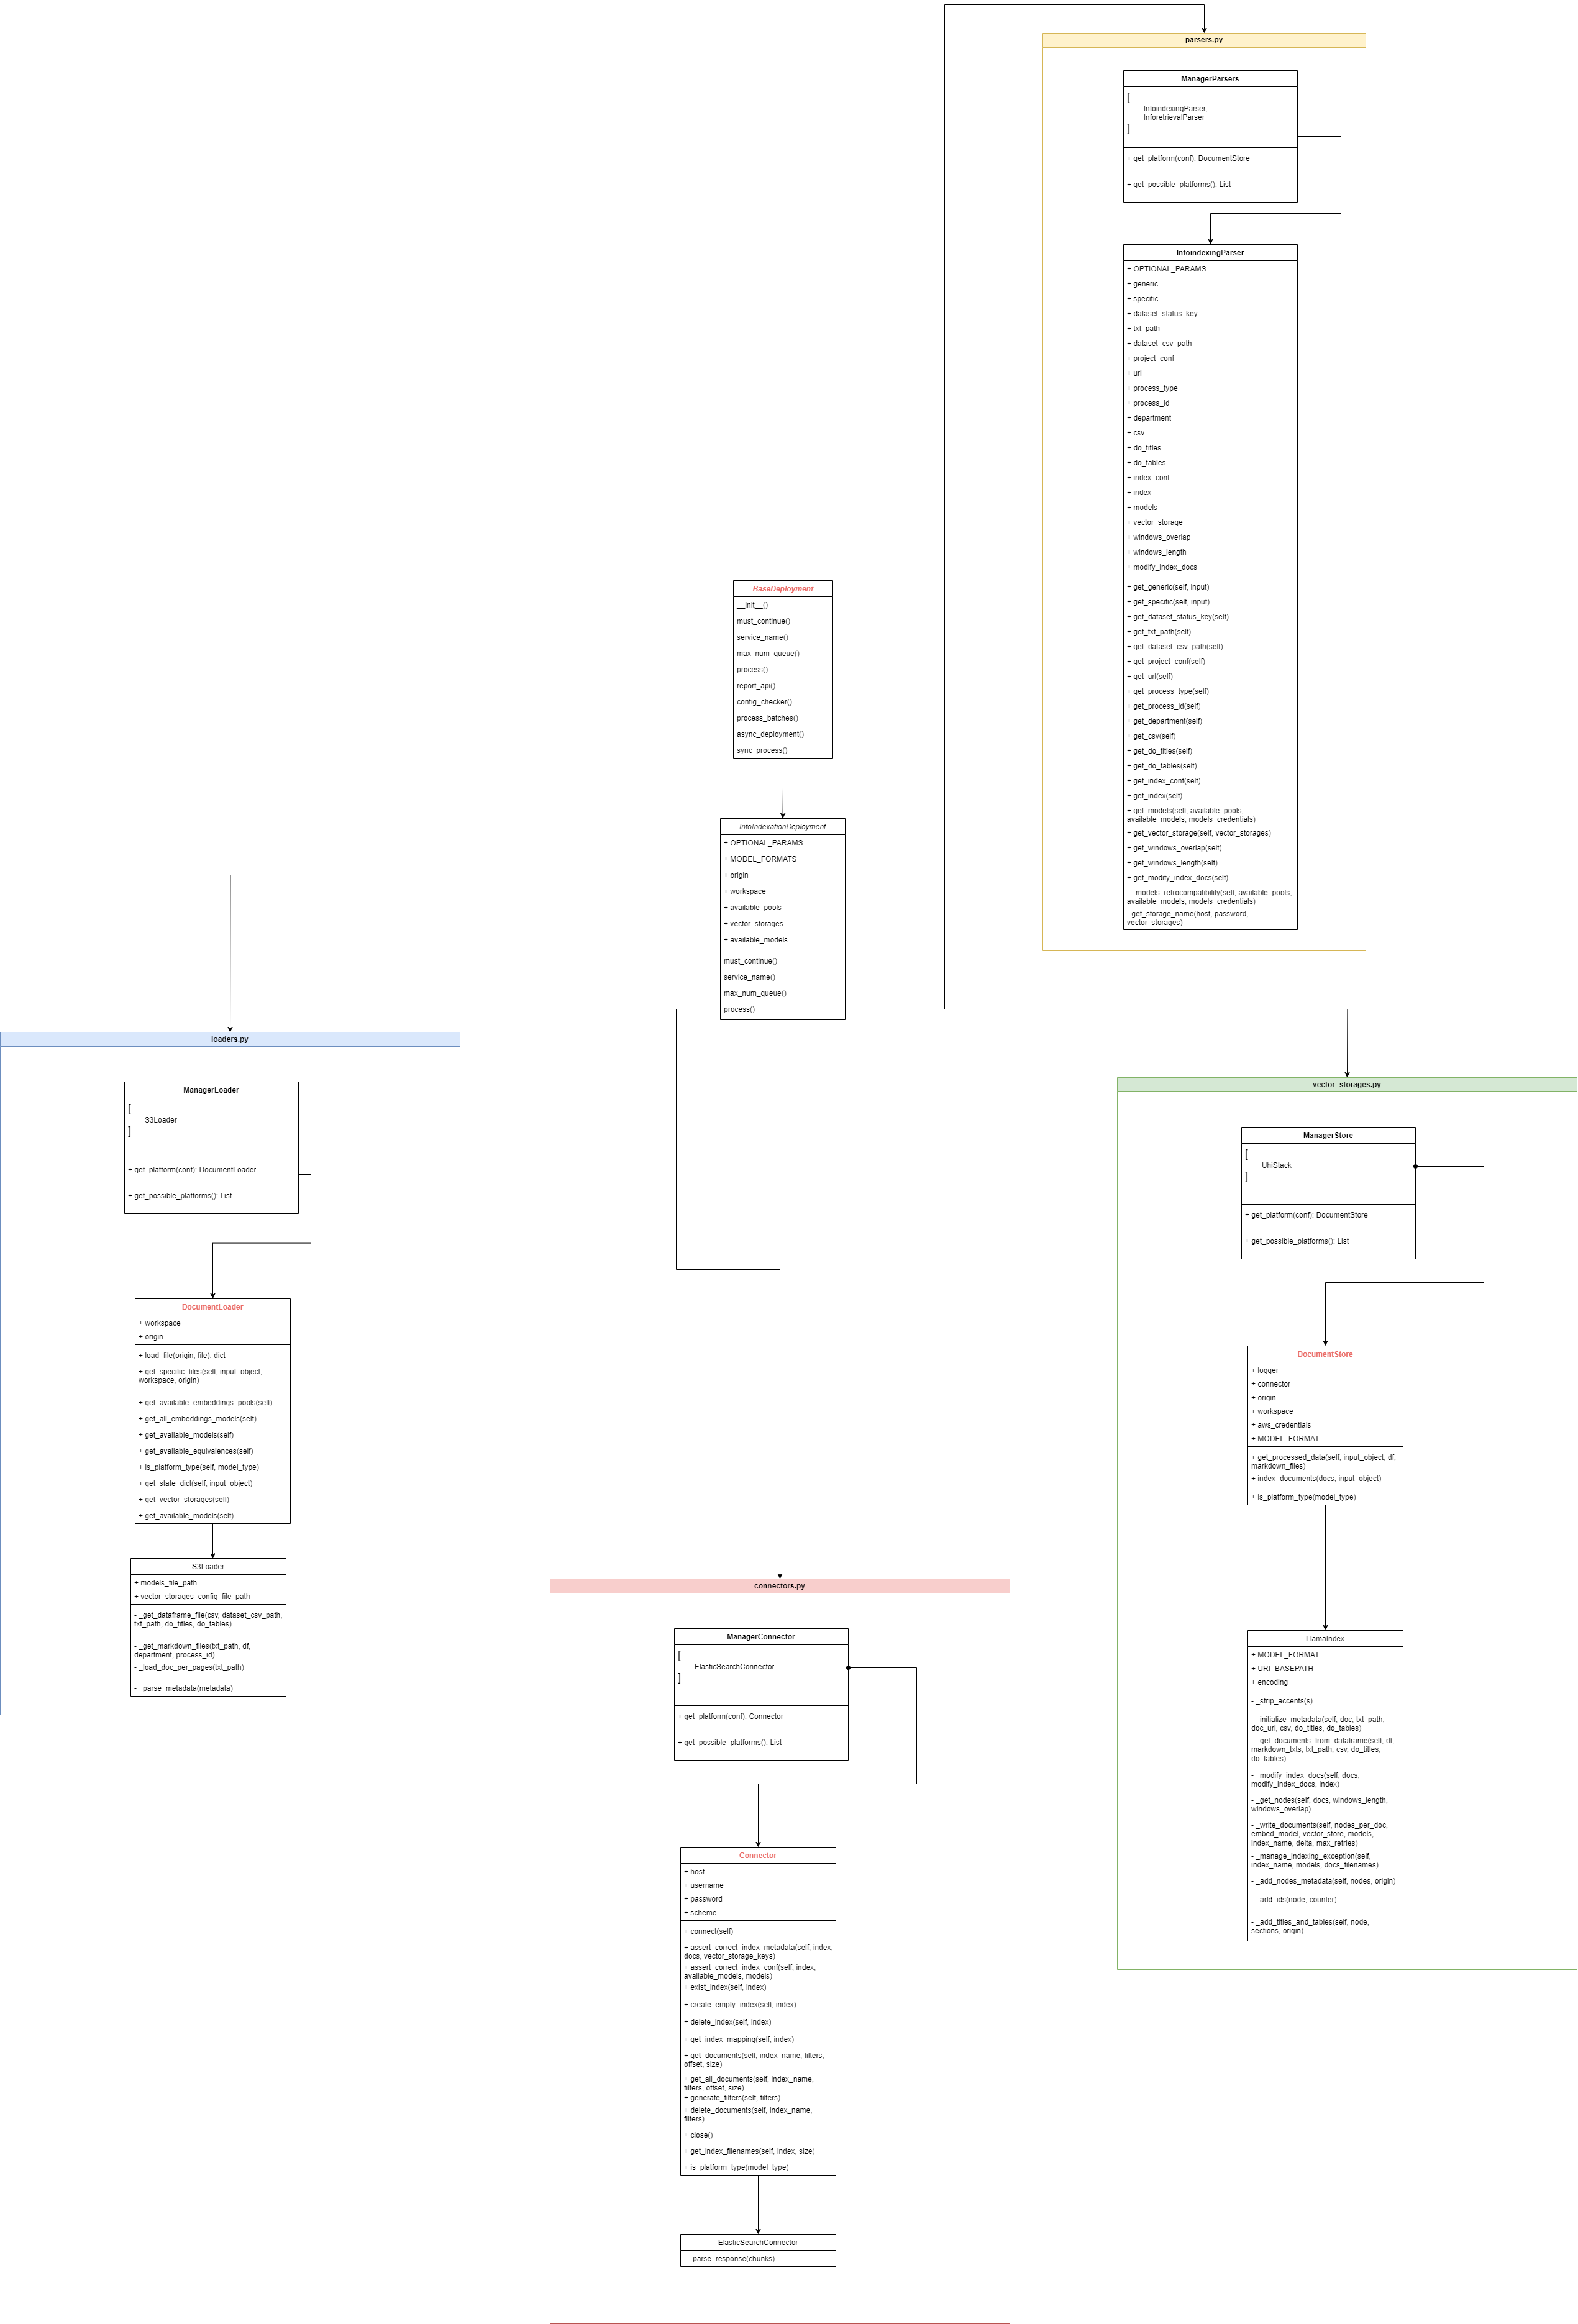 parsers.py
ManagerParsers
[
InfoindexingParser,
InforetrievalParser
]
+ get_platform(conf): DocumentStore
+ get_possible_platforms(): List
InfoindexingParser
+ OPTIONAL_PARAMS
+ generic
+ specific
+ dataset_status_key
+ txt_path
+ dataset_csv_path
+ project_conf
+ url
+ process_type
+ process_id
+ department
+ csv
+ do_titles
+ do_tables
+ index_conf
+ index
+ models
+ vector_storage
+ windows_overlap
+ windows_length
+ modify_index_docs
+ get_generic(self, input)
+ get_specific(self, input)
+ get_dataset_status_key(self)
+ get_txt_path(self)
+ get_dataset_csv_path(self)
+ get_project_conf(self)
+ get_url(self)
+ get_process_type(self)
+ get_process_id(self)
+ get_department(self)
+ get_csv(self)
+ get_do_titles(self)
+ get_do_tables(self)
+ get_index_conf(self)
+ get_index(self)
+ get_models(self, available_pools,
available_models, models_credentials)
+ get_vector_storage(self, vector_storages)
+ get_windows_overlap(self)
+ get_windows_length(self)
+ get_modify_index_docs(self)
- _models_retrocompatibility(self, available_pools,
available_models, models_credentials)
- get_storage_name(host, password,
vector_storages)
BaseDeployment
__init__()
must_continue()
service_name()
max_num_queue()
process()
report_api()
config_checker()
process_batches()
async_deployment()
sync_process()
InfoIndexationDeployment
+ OPTIONAL_PARAMS
+ MODEL_FORMATS
+ origin
+ workspace
+ available_pools
+ vector_storages
+ available_models
must_continue()
service_name()
max_num_queue()
process()
loaders.py
ManagerLoader
[
S3Loader
]
+ get_platform(conf): DocumentLoader
+ get_possible_platforms(): List
DocumentLoader
+ workspace
+ origin
+ load_file(origin, file): dict
+ get_specific_files(self, input_object,
workspace, origin)
+ get_available_embeddings_pools(self)
+ get_all_embeddings_models(self)
+ get_available_models(self)
+ get_available_equivalences(self)
+ is_platform_type(self, model_type)
+ get_state_dict(self, input_object)
+ get_vector_storages(self)
+ get_available_models(self)
S3Loader
+ models_file_path
+ vector_storages_config_file_path
- _get_dataframe_file(csv, dataset_csv_path,
txt_path, do_titles, do_tables)
- _get_markdown_files(txt_path, df,
department, process_id)
- _load_doc_per_pages(txt_path)
- _parse_metadata(metadata)
vector_storages.py
ManagerStore
[
UhiStack
]
+ get_platform(conf): DocumentStore
+ get_possible_platforms(): List
DocumentStore
+ logger
+ connector
+ origin
+ workspace
+ aws_credentials
+ MODEL_FORMAT
+ get_processed_data(self, input_object, df,
markdown_files)
+ index_documents(docs, input_object)
+ is_platform_type(model_type)
LlamaIndex
+ MODEL_FORMAT
+ URI_BASEPATH
+ encoding
- _strip_accents(s)
- _initialize_metadata(self, doc, txt_path,
doc_url, csv, do_titles, do_tables)
- _get_documents_from_dataframe(self, df,
markdown_txts, txt_path, csv, do_titles,
do_tables)
- _modify_index_docs(self, docs,
modify_index_docs, index)
- _get_nodes(self, docs, windows_length,
windows_overlap)
- _write_documents(self, nodes_per_doc,
embed_model, vector_store, models,
index_name, delta, max_retries)
- _manage_indexing_exception(self,
index_name, models, docs_filenames)
- _add_nodes_metadata(self, nodes, origin)
- _add_ids(node, counter)
- _add_titles_and_tables(self, node,
sections, origin)
connectors.py
ManagerConnector
[
ElasticSearchConnector
]
+ get_platform(conf): Connector
+ get_possible_platforms(): List
Connector
+ host
+ username
+ password
+ scheme
+ connect(self)
+ assert_correct_index_metadata(self, index,
docs, vector_storage_keys)
+ assert_correct_index_conf(self, index,
available_models, models)
+ exist_index(self, index)
+ create_empty_index(self, index)
+ delete_index(self, index)
+ get_index_mapping(self, index)
+ get_documents(self, index_name, filters,
offset, size)
+ get_all_documents(self, index_name,
filters, offset, size)
+ generate_filters(self, filters)
+ delete_documents(self, index_name,
filters)
+ close()
+ get_index_filenames(self, index, size)
+ is_platform_type(model_type)
ElasticSearchConnector
- _parse_response(chunks)